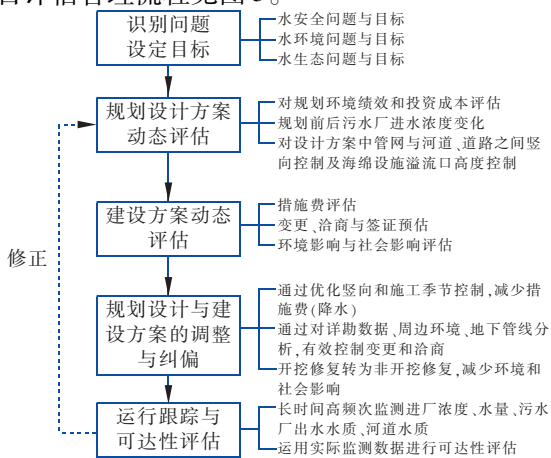 识别问题
设定目标
水安全问题与目标
水环境问题与目标
水生态问题与目标
规划设计方案
动态评估
对规划环境绩效和投资成本评估
规划前后污水厂进水浓度变化
对设计方案中管网与河道、道路之间竖
向控制及海绵设施溢流口高度控制
建设方案动态
评估
措施费评估
变更、洽商与签证预估
环境影响与社会影响评估
修正
规划设计与建
设方案的调整
与纠偏
通过优化竖向和施工季节控制,减少措
施费(降水)
通过对详勘数据、周边环境、地下管线分
析,有效控制变更和洽商
开挖修复转为非开挖修复,减少环境和
社会影响
运行跟踪与
可达性评估
长时间高频次监测进厂浓度、水量、污水
厂出水水质、河道水质
运用实际监测数据进行可达性评估